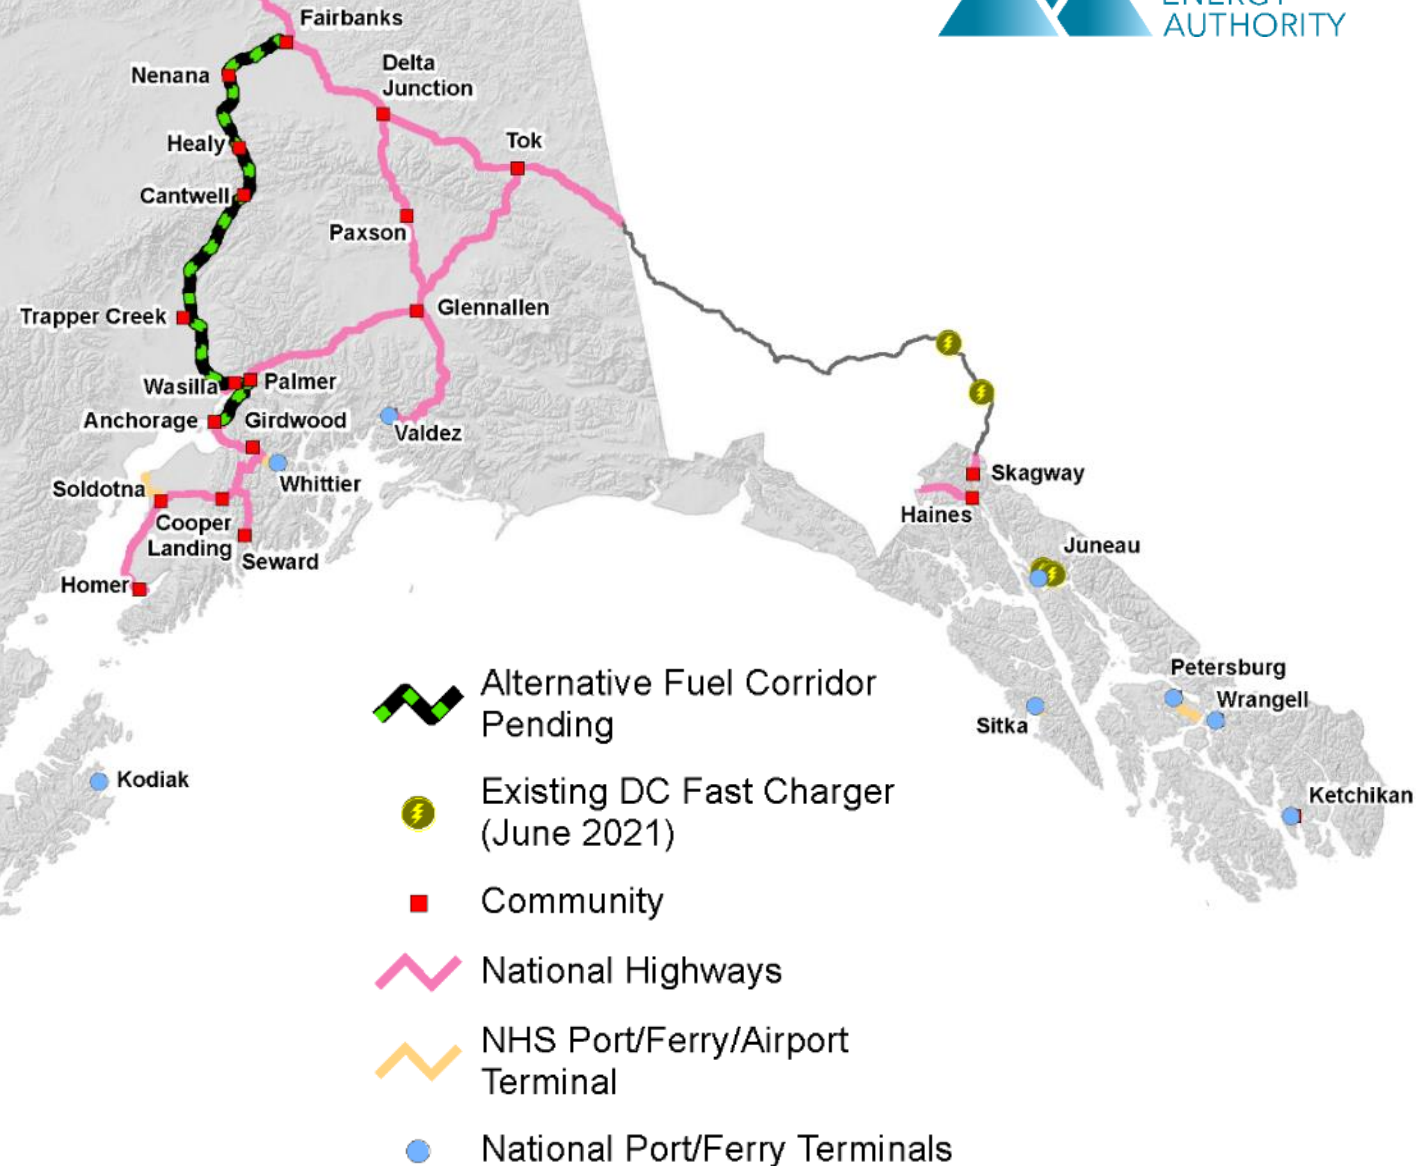 ENERGY
AUTHORITY
Fairbanks
Nenana
Delta
Junction
Healy
Tok
Cantwell
Paxson
Trapper Creek
Glennallen
Wasilla
Palmer
Anchorage
Girdwood
Valdez
Soldotna
Whittier
Cooper
Landing
Seward
Homer
Skagway
Haines
Juneau
Petersburg
Wrangell
Sitka
Kodiak
Ketchikan
Alternative Fuel Corridor
Pending
Existing DC Fast Charger
(June 2021)
Community
National Highways
NHS Port/Ferry/Airport
Terminal
National Port/Ferry Terminals